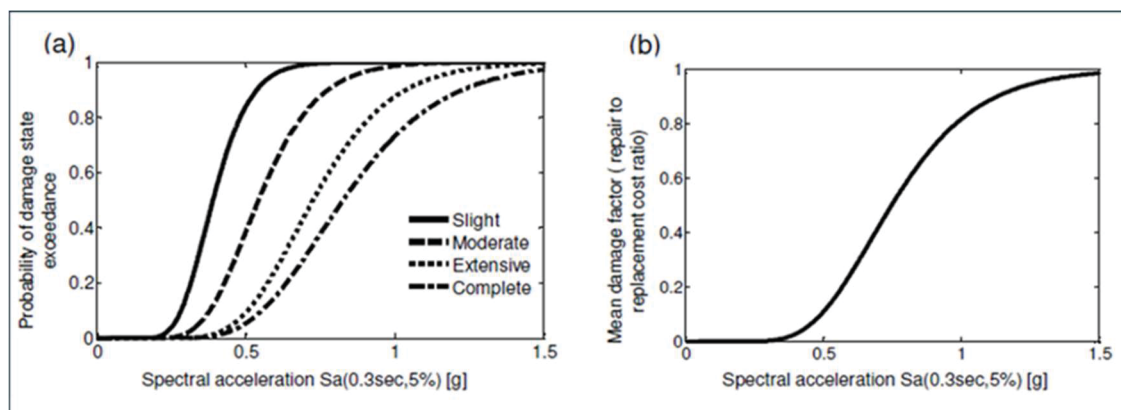 (a)
Probability of damage state
exceedance
1
0.8
0.6
0.4
0.2
0
0
0.5
1
1.5
Slight
Moderate
Extensive
Complete
Spectral acceleration Sa(0.3sec,5%) [g]
(b)
Mean damage factor ( repair to
replacement cost ratio)
1
0.8
0.6
0.4
0.2
0
0
0.5
1
1.5
Spectral acceleration Sa(0.3sec,5%) [g]